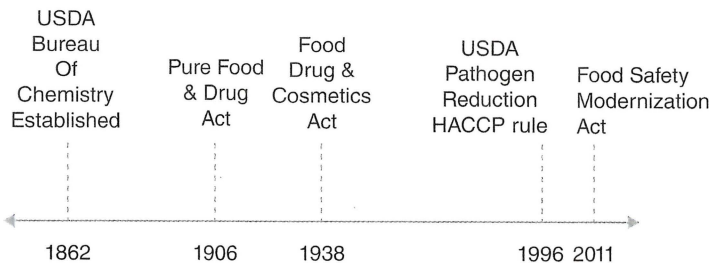 USDA
Bureau
Of
Chemistry
Established
Pure Food
& Drug
Act
Food
Drug &
Cosmetics
Act
USDA
Pathogen
Reduction
HACCP rule
Food Safety
Modernization
Act
1862
1906
1938
1996
2011